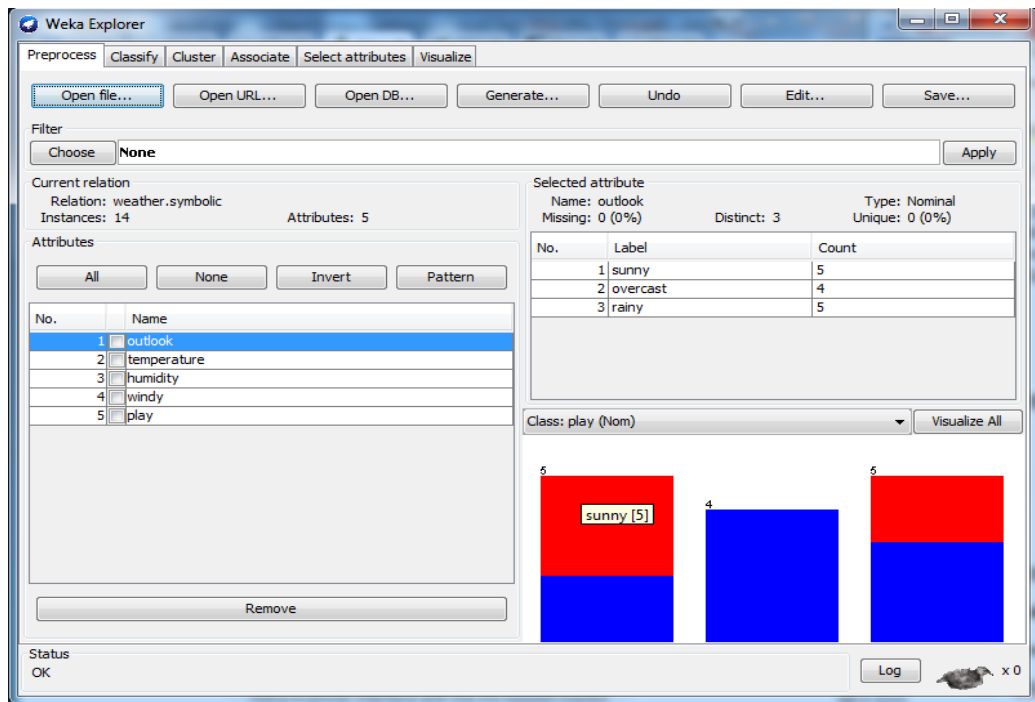 Weka Explorer
Preprocess Classify Cluster Associate Select attributes Visualize
Open file... Open URL... Open DB... Generate... Undo Edit... Save...
Filter
Choose None Apply
Current relation
Relation: weather.symbolic
Instances: 14 Attributes: 5
Attributes
All None Invert Pattern
No. Name
1 outlook
2 temperature
3 humidity
4 windy
5 play
Remove
Selected attribute
Name: outlook Type: Nominal
Missing: 0 (0%) Distinct: 3 Unique: 0 (0%)
No. Label Count
1 sunny 5
2 overcast 4
3 rainy 5
Class: play (Nom) Visualize All
5 4 5
sunny [5]
Status
OK Log x 0